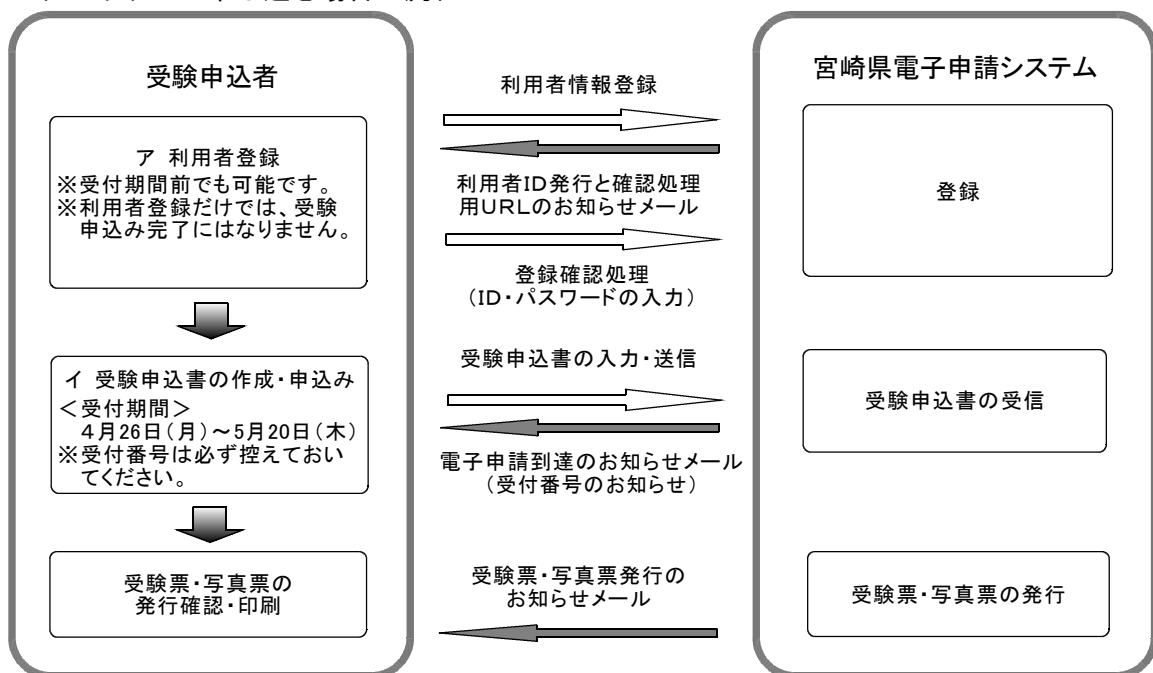 受験申込者
ア 利用者登録
※受付期間前でも可能です。
※利用者登録だけでは、受験
申込み完了にはなりません。
イ 受験申込書の作成・申込み
＜受付期間＞
４月26日(月)～5月20日(木)
※受付番号は必ず控えておい
てください。
受験票・写真票の
発行確認・印刷
利用者情報登録
利用者ID発行と確認処理
用ＵＲＬのお知らせメール
登録確認処理
（ID・パスワードの入力）
受験申込書の入力・送信
電子申請到達のお知らせメール
（受付番号のお知らせ）
受験票・写真票発行の
お知らせメール
宮崎県電子申請システム
登録
受験申込書の受信
受験票・写真票の発行